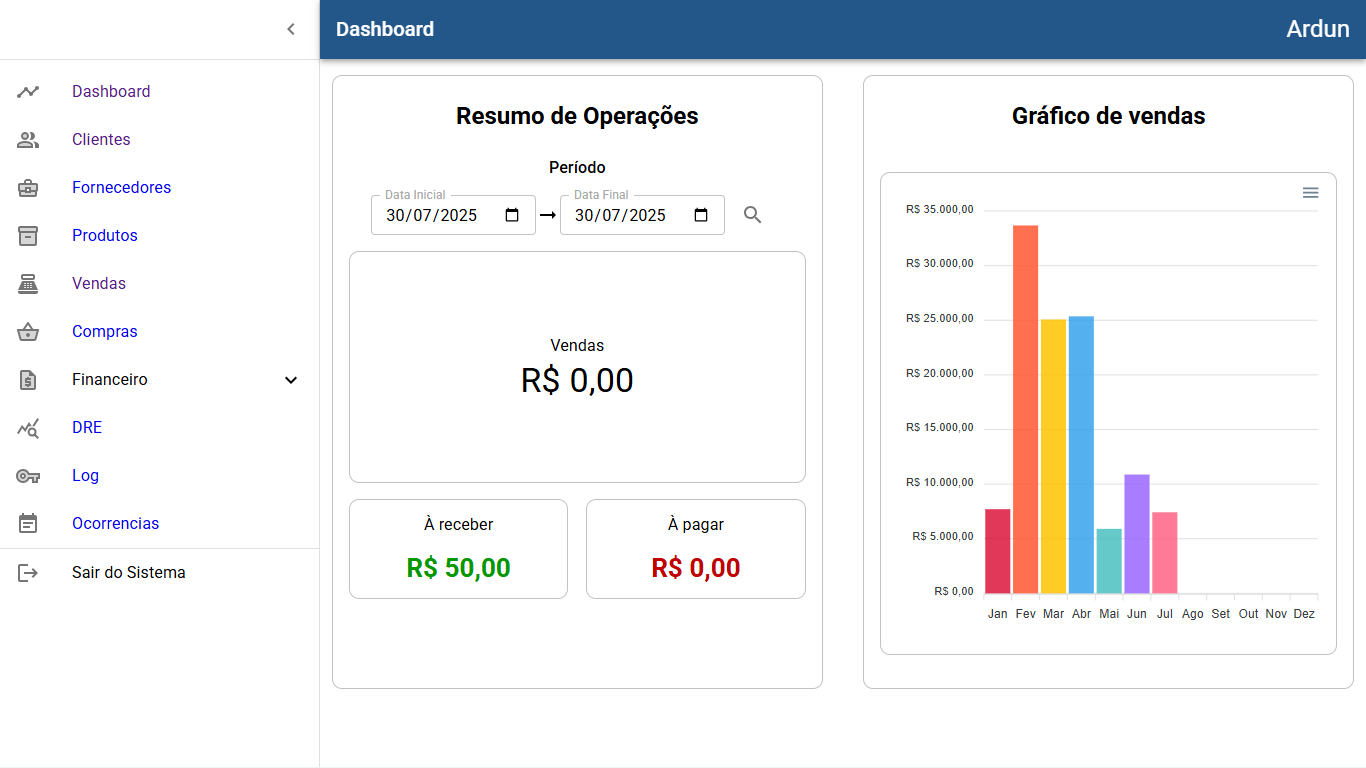 Dashboard
Ardun
Dashboard
Clientes
Fornecedores
Produtos
Vendas
Compras
Financeiro
DRE
Log
Ocorrencias
Sair do Sistema
Resumo de Operações
Período
Data Inicial
30/07/2025
Data Final
30/07/2025
Vendas
R$ 0,00
À receber
R$ 50,00
À pagar
R$ 0,00
Gráfico de vendas
R$ 35.000,00
R$ 30.000,00
R$ 25.000,00
R$ 20.000,00
R$ 15.000,00
R$ 10.000,00
R$ 5.000,00
R$ 0,00
Jan Fev Mar Abr Mai Jun Jul Ago Set Out Nov Dez